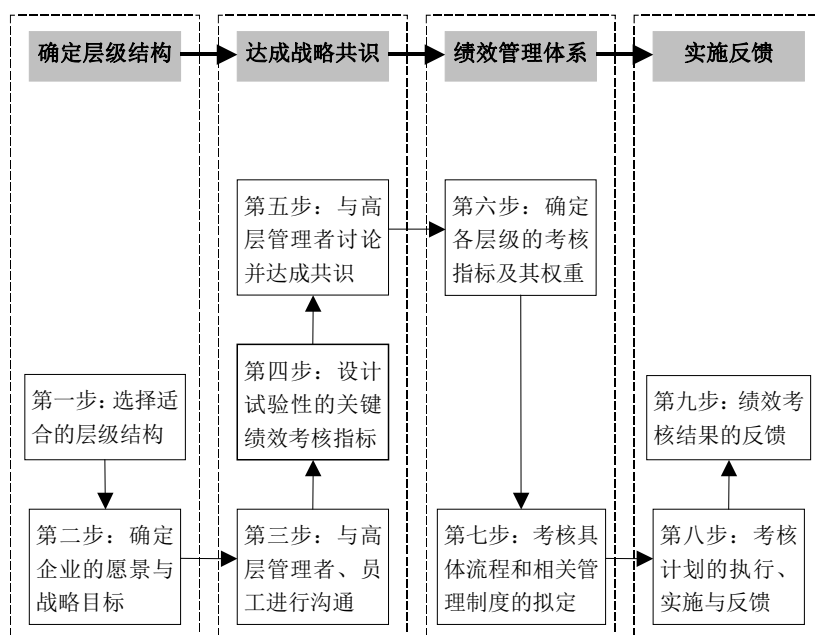 确定层级结构
达成战略共识
绩效管理体系
实施反馈
第一步：选择适
合的层级结构
第二步：确定
企业的愿景与
战略目标
第三步：与高
层管理者、员
工进行沟通
第四步：设计
试验性的关键
绩效考核指标
第五步：与高
层管理者讨论
并达成共识
第六步：确定
各层级的考核
指标及其权重
第七步：考核具
体流程和相关管
理制度的拟定
第八步：考核
计划的执行、
实施与反馈
第九步：绩效考
核结果的反馈